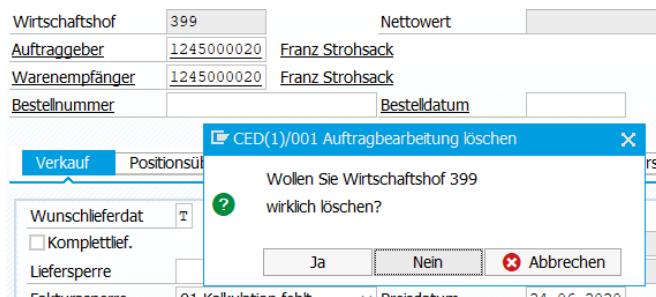 Wirtschaftshof 399 Nettowert
Auftraggeber 1245000020 Franz Strohsack
Warenempfänger 1245000020 Franz Strohsack
Bestellnummer Bestelldatum
CED(1)/001 Auftragbearbeitung löschen
Verkauf
Wollen Sie Wirtschaftshof 399
wirklich löschen?
Wunschlieferdat T
Komplettlief.
Liefersperre
Ja Nein Abbrechen